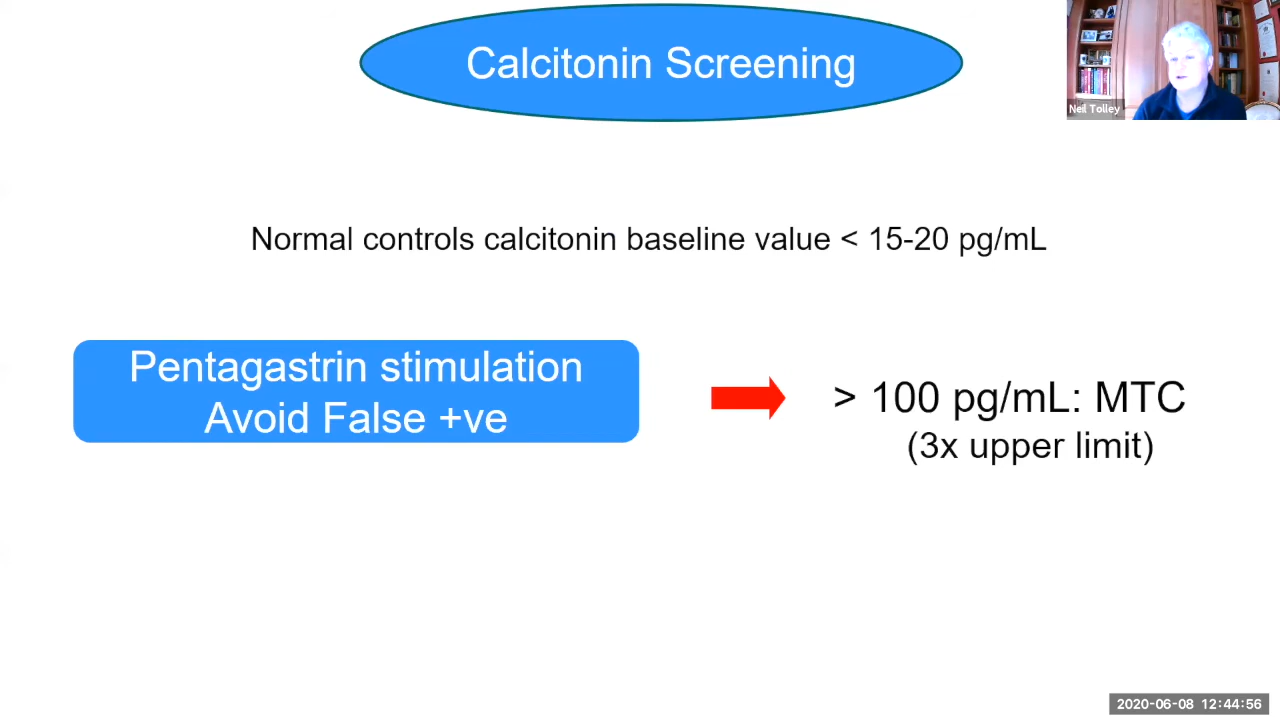 Calcitonin Screening
Neil Tolley
Normal controls calcitonin baseline value < 15-20 pg/mL
Pentagastrin stimulation
Avoid False +ve
> 100 pg/mL: MTC
(3x upper limit)
2020-06-08 12:44:56